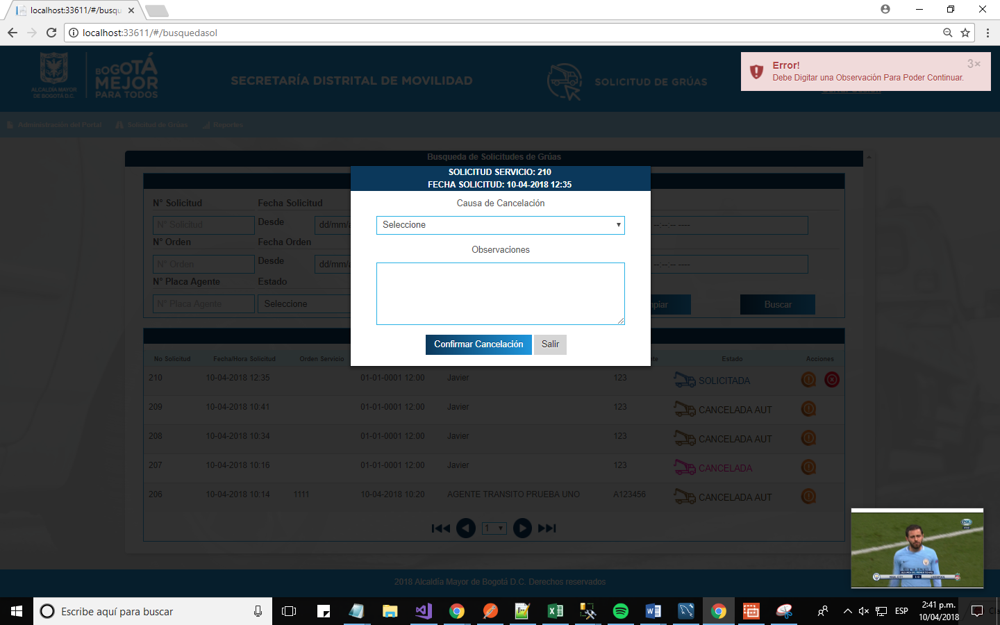 localhost:33611/#/busqu
localhost:33611/#/busquedasol
ALCALDÍA MAYOR
DE BOGOTÁ D.C.
BOGOTÁ
MEJOR
PARA TODOS
SECRETARÍA DISTRITAL DE MOVILIDAD
SOLICITUD DE GRÚAS
Error!
3×
Debe Digitar una Observación Para Poder Continuar.
Administración del Portal
Solicitud de Grúas
Reportes
Busqueda de Solicitudes de Grúas
SOLICITUD SERVICIO: 210
FECHA SOLICITUD: 10-04-2018 12:35
Causa de Cancelación
Seleccione
Observaciones
Confirmar Cancelación
Salir
N° Solicitud
Fecha Solicitud
N° Solicitud
Desde
dd/mm/a
--:--:-- ----
N° Orden
Fecha Orden
N° Orden
Desde
dd/mm/a
--:--:-- ----
N° Placa Agente
Estado
N° Placa Agente
Seleccione
piar
Buscar
No Solicitud
Fecha/Hora Solicitud
Orden Servicio
te
Estado
Acciones
210 10-04-2018 12:35 01-01-0001 12:00 Javier 123 SOLICITADA
209 10-04-2018 10:41 01-01-0001 12:00 Javier 123 CANCELADA AUT
208 10-04-2018 10:34 01-01-0001 12:00 Javier 123 CANCELADA AUT
207 10-04-2018 10:16 01-01-0001 12:00 Javier 123 CANCELADA
206 10-04-2018 10:14 1111 10-04-2018 10:20 AGENTE TRANSITO PRUEBA UNO A123456 CANCELADA AUT
1
2018 Alcaldía Mayor de Bogotá D.C. Derechos reservados
MAN. CITY 1-0 LIVERPOOL
Escribe aquí para buscar
ESP
2:41 p.m.
10/04/2018